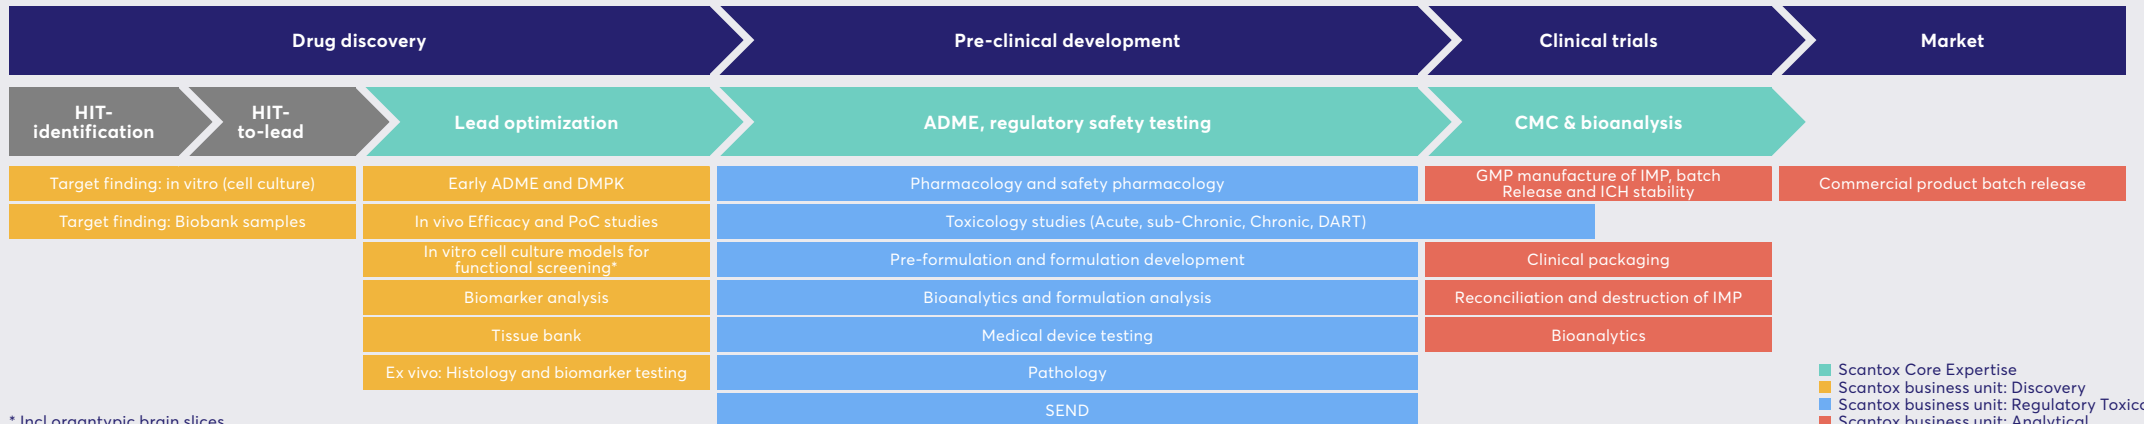 Drug discovery
Pre-clinical development
Clinical trials
Market
HIT-
identification
HIT-
to-lead
Lead optimization
ADME, regulatory safety testing
CMC & bioanalysis
Target finding: in vitro (cell culture)
Early ADME and DMPK
Pharmacology and safety pharmacology
GMP manufacture of IMP, batch
Release and ICH stability
Commercial product batch release
Target finding: Biobank samples
In vivo Efficacy and PoC studies
Toxicology studies (Acute, sub-Chronic, Chronic, DART)
In vitro cell culture models for
functional screening*
Pre-formulation and formulation development
Clinical packaging
Biomarker analysis
Bioanalytics and formulation analysis
Reconciliation and destruction of IMP
Tissue bank
Medical device testing
Bioanalytics
Ex vivo: Histology and biomarker testing
Pathology
SEND
Scantox Core Expertise
Scantox business unit: Discovery
Scantox business unit: Regulatory
Scantox business unit: Analytical
* Incl organtypic brain slices